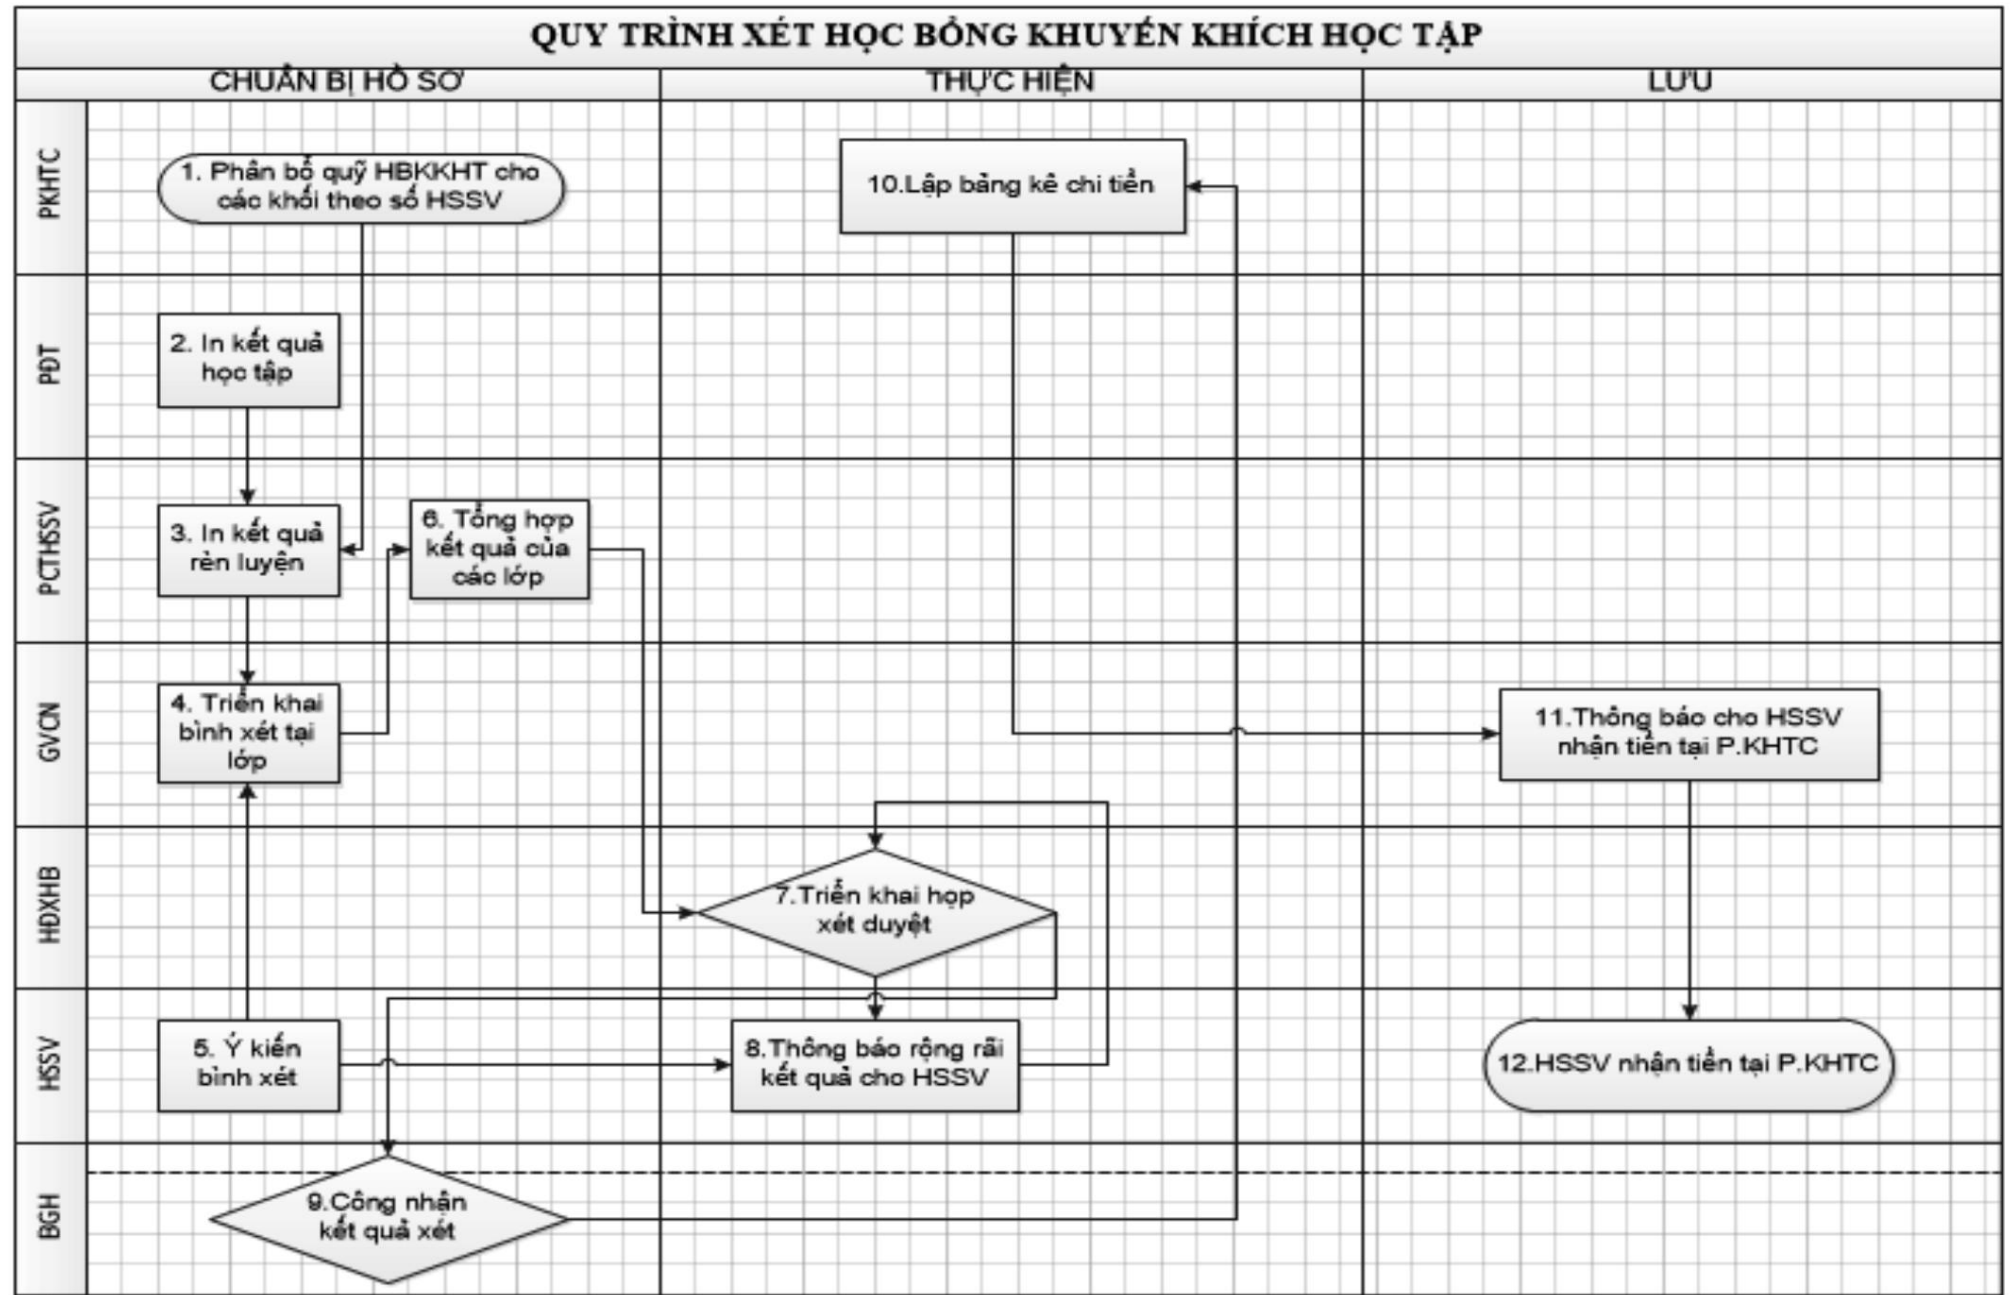 QUY TRÌNH XÉT HỌC BỔNG KHUYẾN KHÍCH HỌC TẬP
CHUẨN BỊ HỒ SƠ
THỰC HIỆN
LƯU
PKHTC
1. Phân bổ quỹ HBKKHT cho
các khối theo số HSSV
10.Lập bảng kê chi tiền
PĐT
2. In kết quả
học tập
PCTHSSV
3. In kết quả
rèn luyện
6. Tổng hợp
kết quả của
các lớp
GVCN
4. Triển khai
bình xét tại
lớp
11.Thông báo cho HSSV
nhận tiền tại P.KHTC
HĐXHB
7.Triển khai họp
xét duyệt
HSSV
5. Ý kiến
bình xét
8.Thông báo rộng rãi
kết quả cho HSSV
12.HSSV nhận tiền tại P.KHTC
BGH
9.Công nhận
kết quả xét